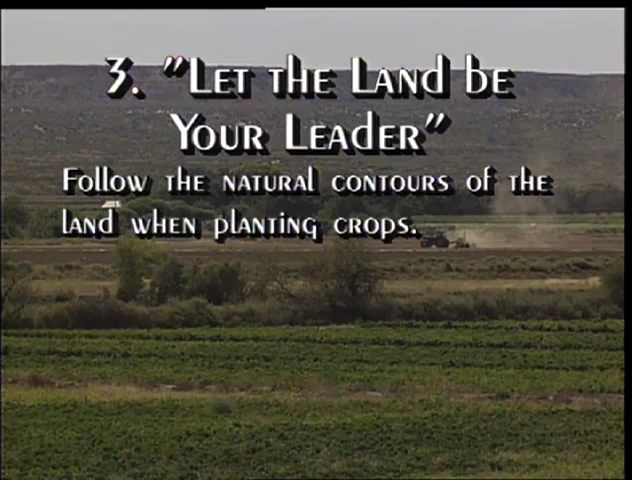 3. "Let the Land be
Your Leader"
Follow the natural contours of the
land when planting crops.